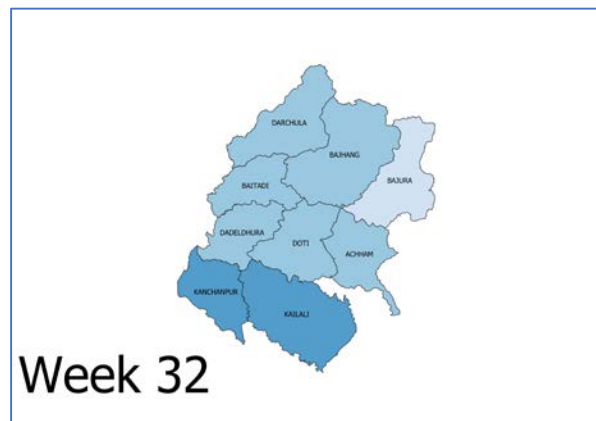 DARCHULA
BAJHANG
BAJURA
BAITADI
DADELDHURA
DOTI
ACHHAM
KANCHANPUR
KAILALI
Week 32